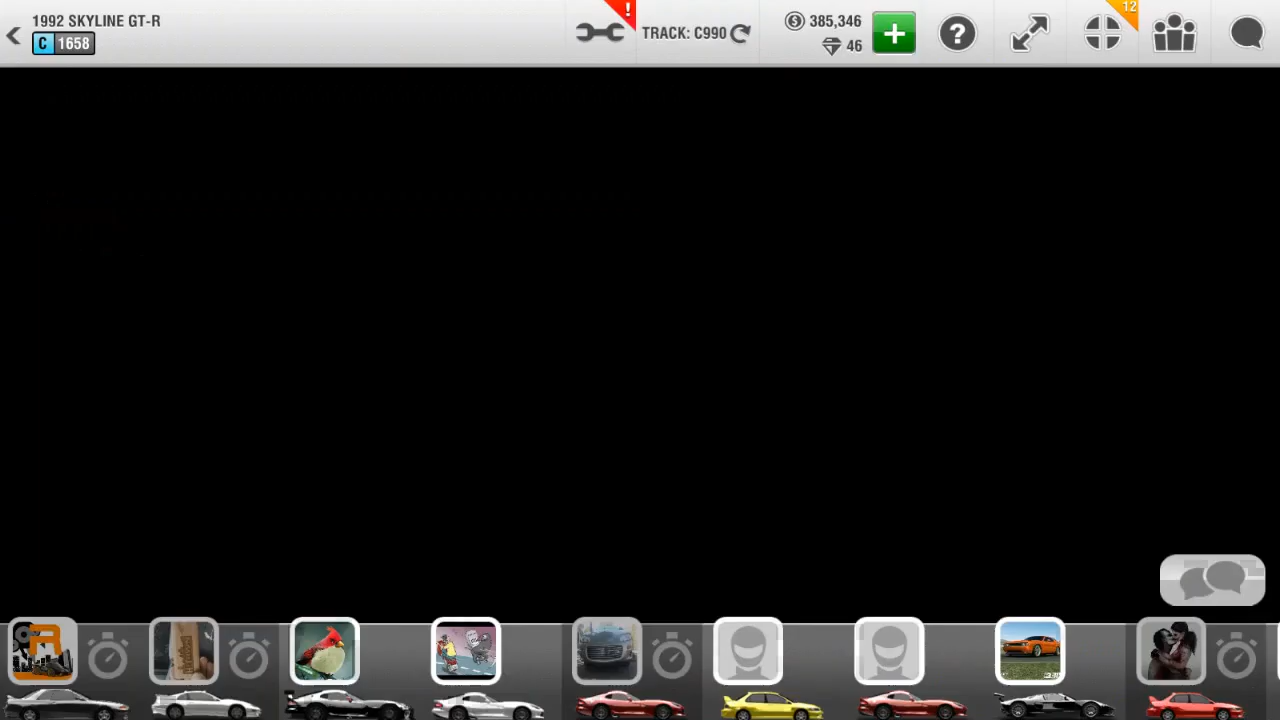 1992 SKYLINE GT-R
C 1658
!
TRACK: C990
385,346
46
?
12